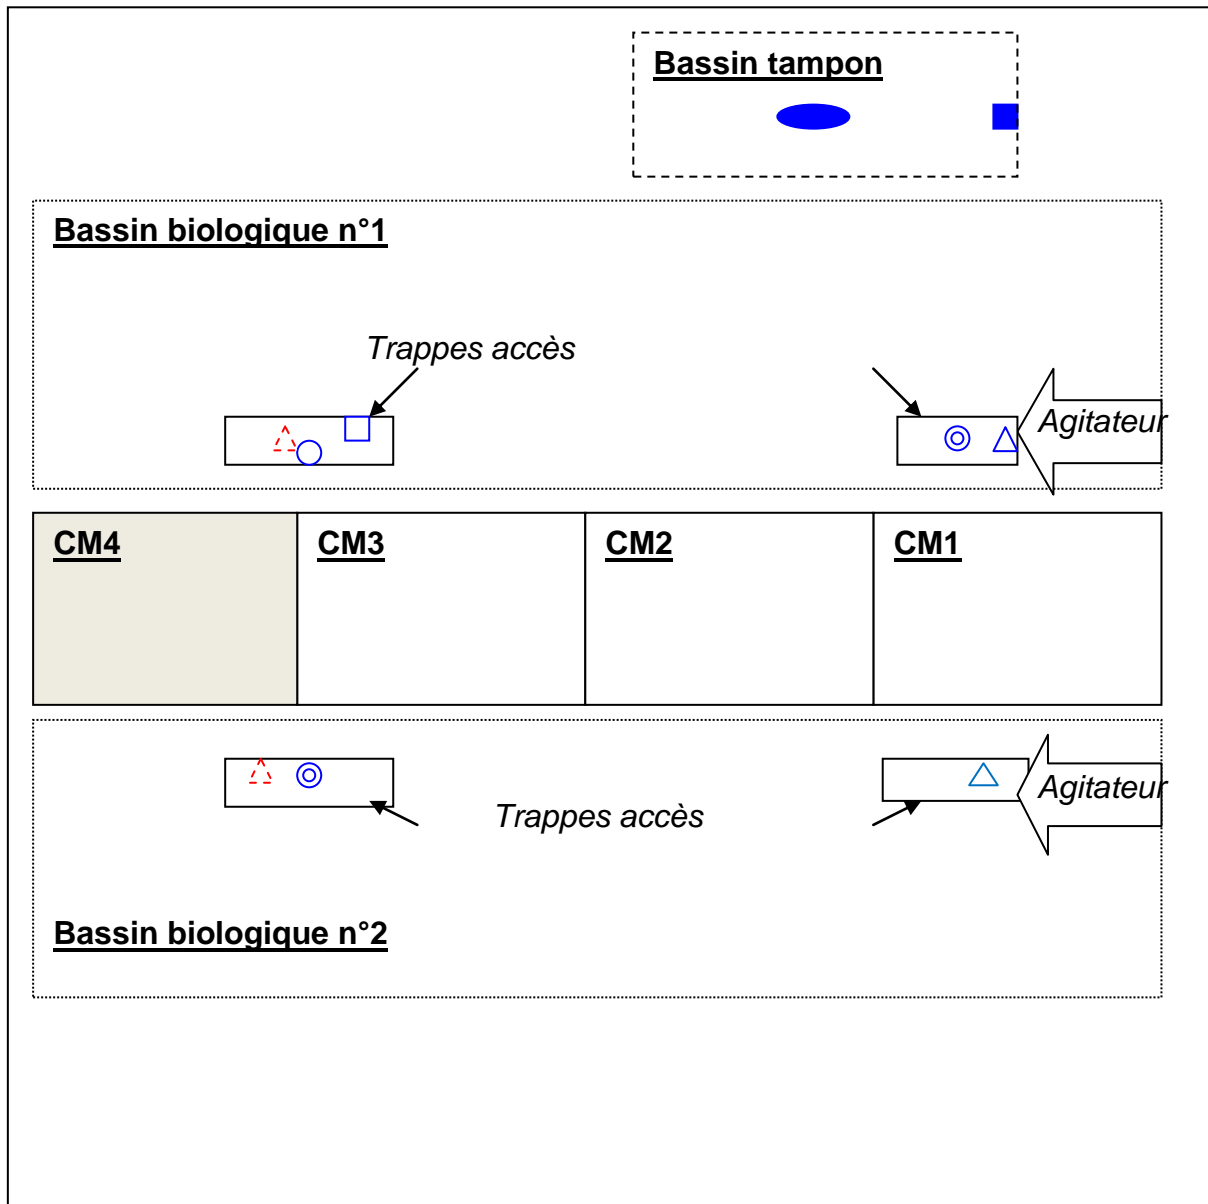 Bassin tampon
Bassin biologique n°1
Trappes accès
Agitateur
CM4
CM3
CM2
CM1
Trappes accès
Agitateur
Bassin biologique n°2